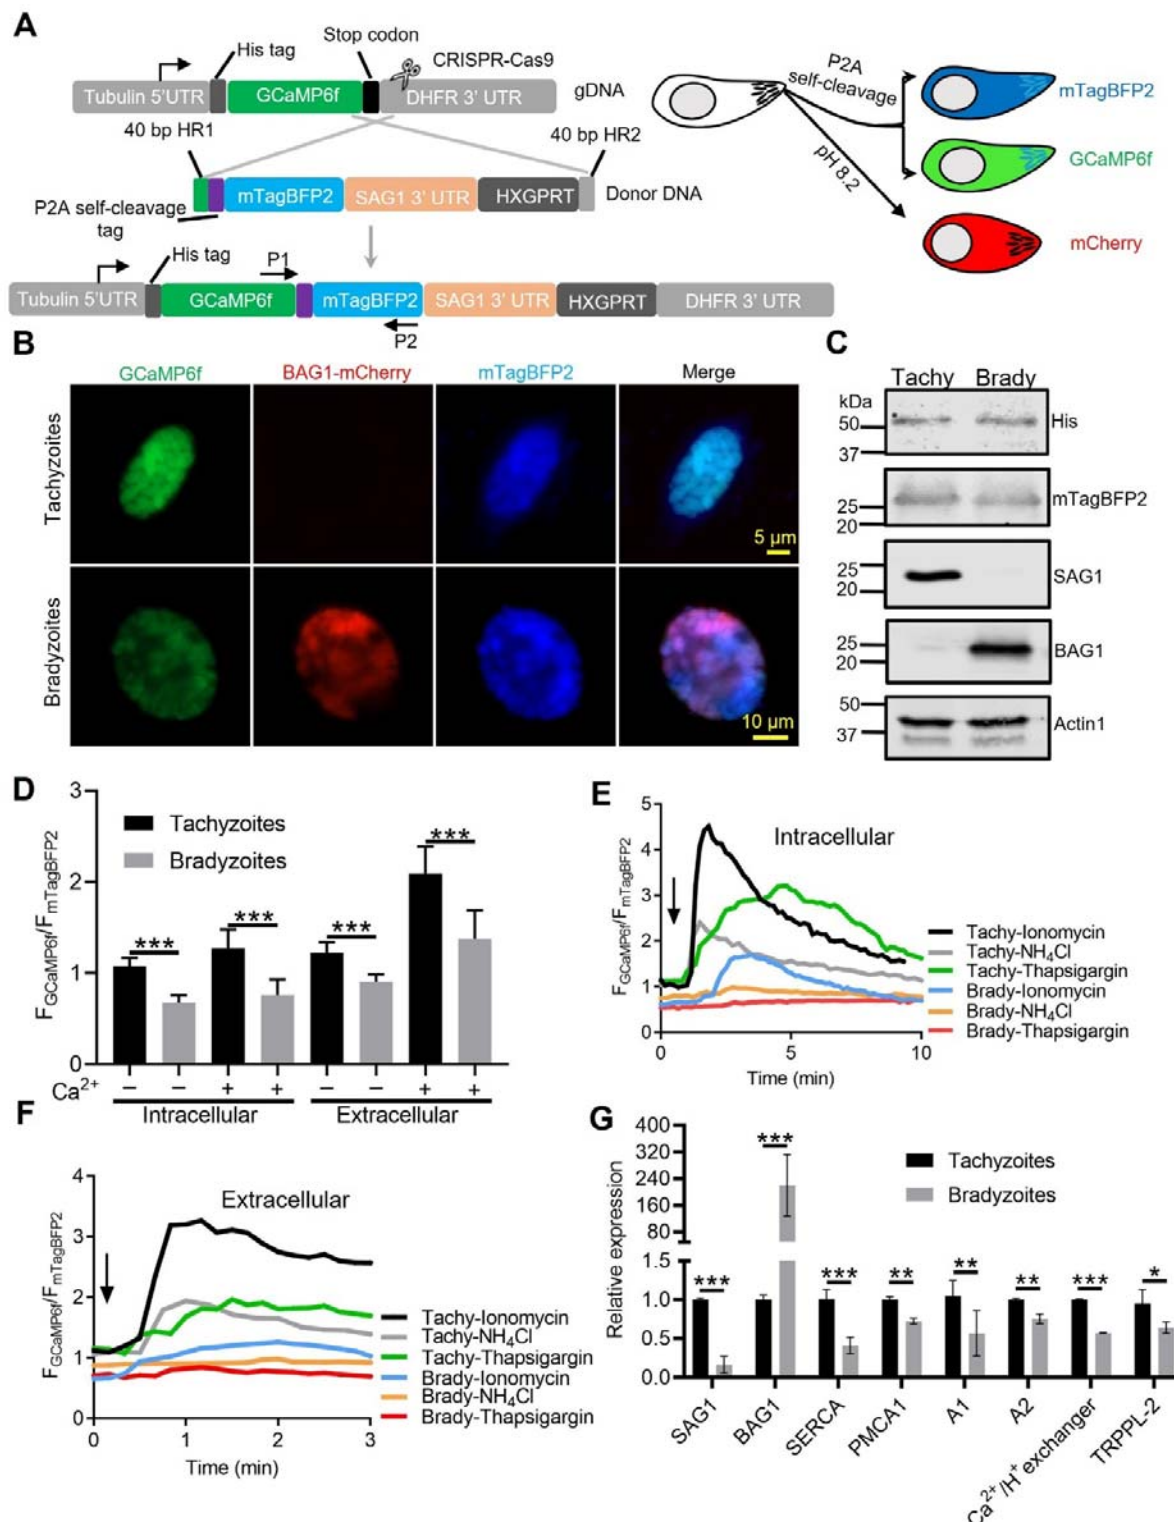 A
Stop codon
His tag
CRISPR-Cas9
Tubulin 5'UTR
GCaMP6f
DHFR 3' UTR
gDNA
40 bp HR1
40 bp HR2
mTagBFP2
SAG1 3' UTR
HXGPRT
Donor DNA
P2A self-cleavage
tag
His tag
P1
Tubulin 5'UTR
GCaMP6f
mTagBFP2
SAG1 3' UTR
HXGPRT
DHFR 3' UTR
P2
P2A
self-cleavage
pH 8.2
mTagBFP2
GCaMP6f
mCherry
B
GCaMP6f
BAG1-mCherry
mTagBFP2
Merge
Tachyzoites
5 µm
Bradyzoites
10 µm
C
Tachy Brady
kDa
50
37
His
25
20
mTagBFP2
25
20
SAG1
25
20
BAG1
50
37
Actin1
D
FGCaMP6f/FmTagBFP2
3
2
1
0
Tachyzoites
Bradyzoites
***
***
***
***
Ca2+
− − + + − − + +
Intracellular
Extracellular
E
FGCaMP6f/FmTagBFP2
5
4
3
2
1
0
Intracellular
Tachy-Ionomycin
Tachy-NH4Cl
Tachy-Thapsigargin
Brady-Ionomycin
Brady-NH4Cl
Brady-Thapsigargin
0 5 10
Time (min)
F
FGCaMP6f/FmTagBFP2
4
3
2
1
0
Extracellular
Tachy-Ionomycin
Tachy-NH4Cl
Tachy-Thapsigargin
Brady-Ionomycin
Brady-NH4Cl
Brady-Thapsigargin
0 1 2 3
Time (min)
G
Relative expression
400
320
240
160
80
1.5
1.0
0.5
0.0
Tachyzoites
Bradyzoites
***
***
***
**
**
**
***
*
SAG1
BAG1
SERCA
PMCA1
A1
A2
Ca2+/H+ exchanger
TRPPL-2